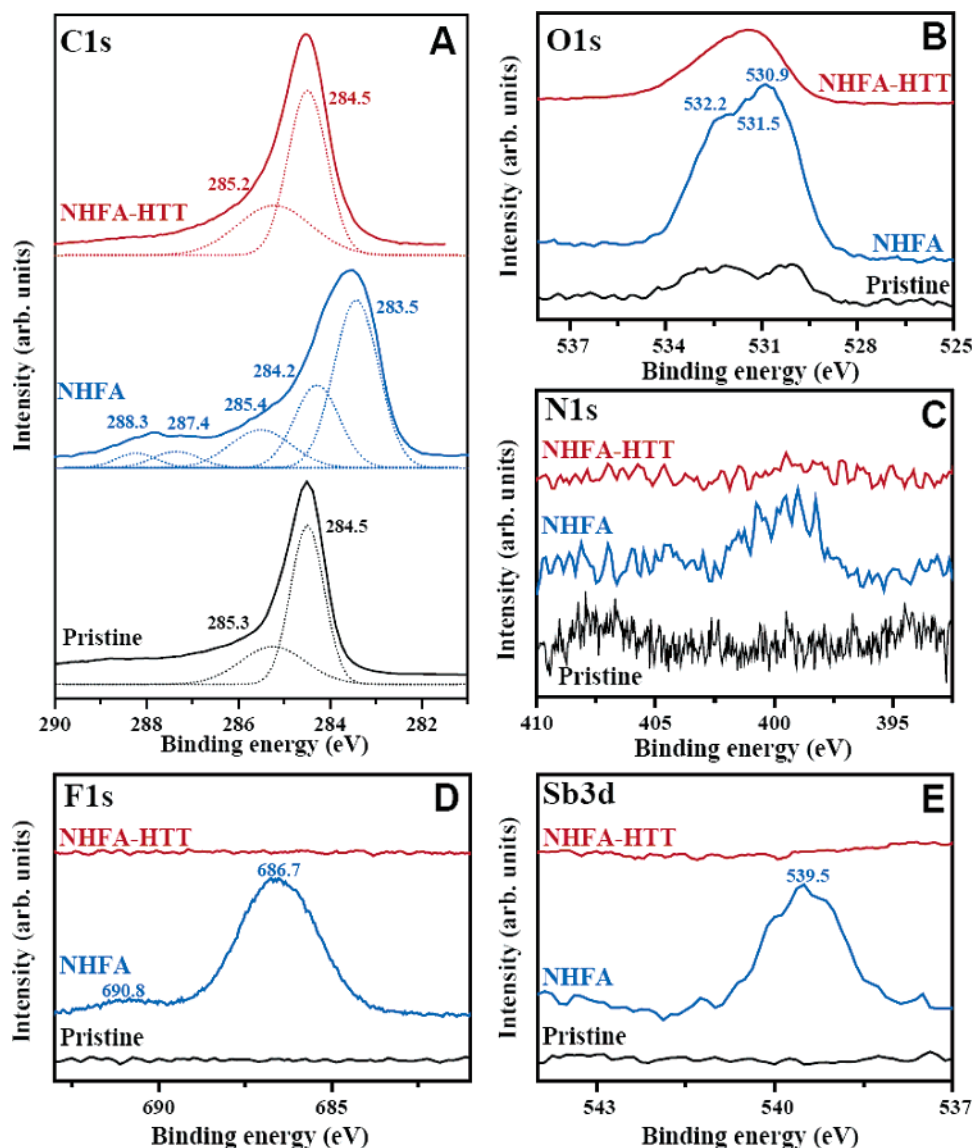 C1s
A
Intensity (arb. units)
NHFA-HTT
285.2
284.5
NHFA
288.3
287.4
285.4
284.2
283.5
Pristine
285.3
284.5
290 288 286 284 282
Binding energy (eV)
O1s
B
Intensity (arb. units)
NHFA-HTT
532.2
530.9
531.5
NHFA
Pristine
537 534 531 528 525
Binding energy (eV)
N1s
C
Intensity (arb. units)
NHFA-HTT
NHFA
Pristine
410 405 400 395
Binding energy (eV)
F1s
D
Intensity (arb. units)
NHFA-HTT
686.7
NHFA
690.8
Pristine
690 685
Binding energy (eV)
Sb3d
E
Intensity (arb. units)
NHFA-HTT
539.5
NHFA
Pristine
543 540 537
Binding energy (eV)